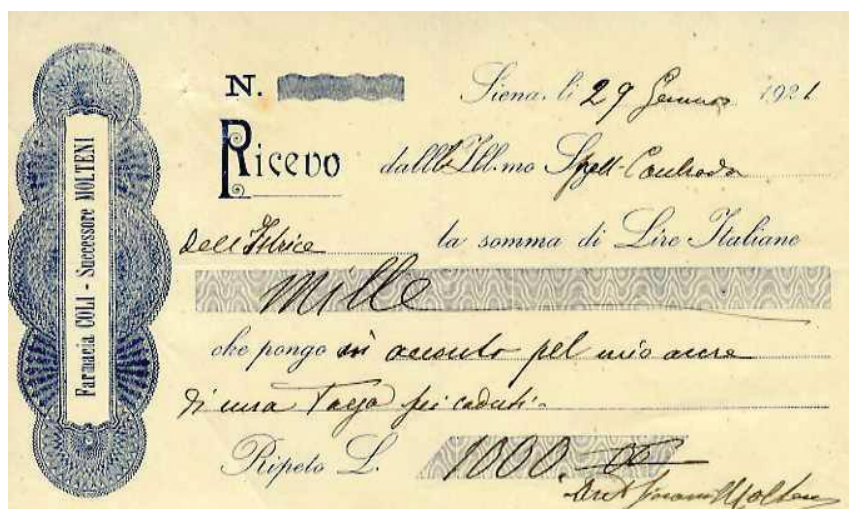 Farmacia COLI - Successore MOLTENI
N.
Siena, li 29 Gennaio 1921
Ricevo dall Ill.mo Spett. Contrada
dell'Istrice la somma di Lire Italiane
Mille
che pongo in acconto pel mio avere
di una Targa pei caduti.
Ripeto L. 1000.=00
Molteni